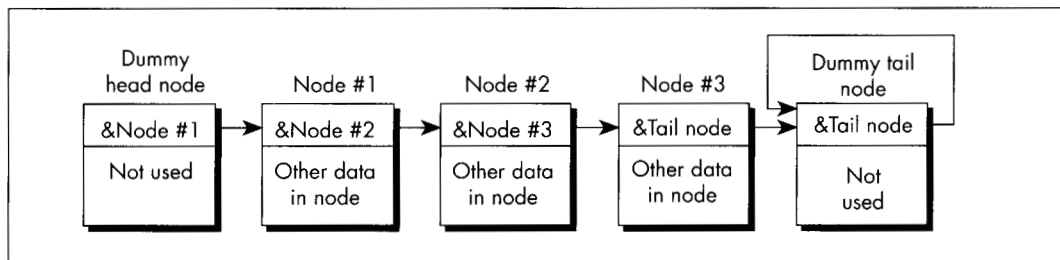 Dummy
head node
Node #1
Node #2
Node #3
Dummy tail
node
&Node #1
&Node #2
&Node #3
&Tail node
&Tail node
Not used
Other data
in node
Other data
in node
Other data
in node
Not
used